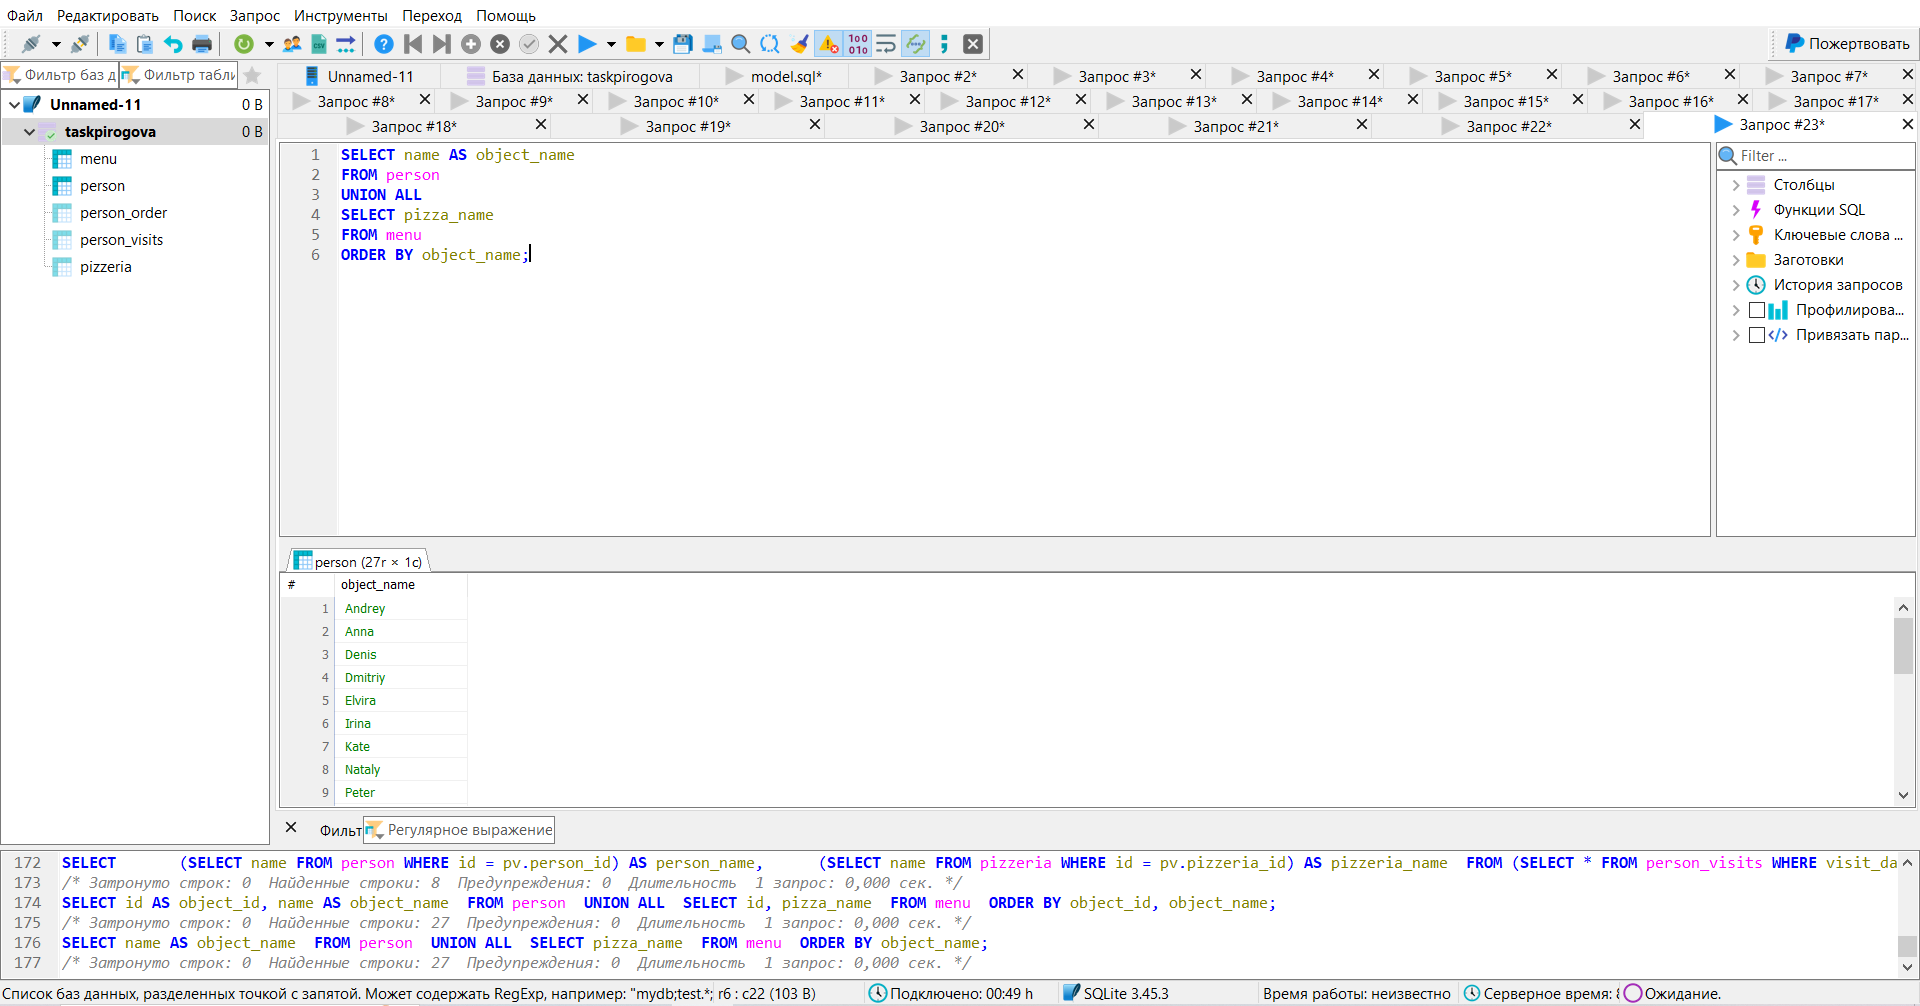 Файл Редактировать Поиск Запрос Инструменты Переход Помощь
Пожертвовать
Фильтр баз д Фильтр табли
Unnamed-11 База данных: taskpirogova model.sql* Запрос #2* Запрос #3* Запрос #4* Запрос #5* Запрос #6* Запрос #7*
Запрос #8* Запрос #9* Запрос #10* Запрос #11* Запрос #12* Запрос #13* Запрос #14* Запрос #15* Запрос #16* Запрос #17*
Запрос #18* Запрос #19* Запрос #20* Запрос #21* Запрос #22* Запрос #23*
Unnamed-11 0 B
taskpirogova 0 B
menu
person
person_order
person_visits
pizzeria
1 SELECT name AS object_name
2 FROM person
3 UNION ALL
4 SELECT pizza_name
5 FROM menu
6 ORDER BY object_name;
Filter ...
Столбцы
Функции SQL
Ключевые слова ...
Заготовки
История запросов
Профилирова...
Привязать пар...
person (27r × 1c)
# object_name
1 Andrey
2 Anna
3 Denis
4 Dmitriy
5 Elvira
6 Irina
7 Kate
8 Nataly
9 Peter
Фильт Регулярное выражение
172 SELECT (SELECT name FROM person WHERE id = pv.person_id) AS person_name, (SELECT name FROM pizzeria WHERE id = pv.pizzeria_id) AS pizzeria_name FROM (SELECT * FROM person_visits WHERE visit_da
173 /* Затронуто строк: 0 Найденные строки: 8 Предупреждения: 0 Длительность 1 запрос: 0,000 сек. */
174 SELECT id AS object_id, name AS object_name FROM person UNION ALL SELECT id, pizza_name FROM menu ORDER BY object_id, object_name;
175 /* Затронуто строк: 0 Найденные строки: 27 Предупреждения: 0 Длительность 1 запрос: 0,000 сек. */
176 SELECT name AS object_name FROM person UNION ALL SELECT pizza_name FROM menu ORDER BY object_name;
177 /* Затронуто строк: 0 Найденные строки: 27 Предупреждения: 0 Длительность 1 запрос: 0,000 сек. */
Список баз данных, разделенных точкой с запятой. Может содержать RegExp, например: "mydb;test.*; r6 : c22 (103 B) Подключено: 00:49 h SQLite 3.45.3 Время работы: неизвестно Серверное время: Ожидание.